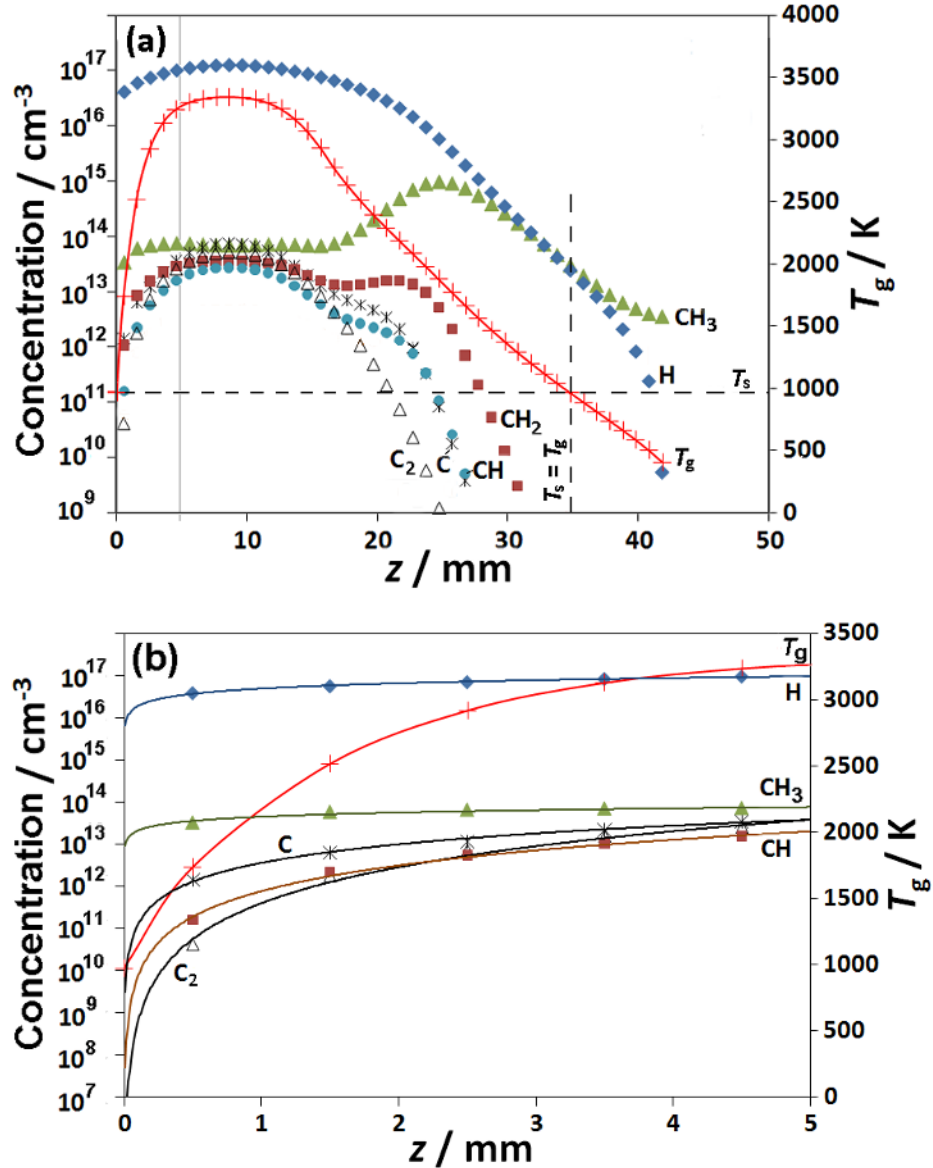 (a)
Concentration / cm⁻³
10¹⁷
10¹⁶
10¹⁵
10¹⁴
10¹³
10¹²
10¹¹
10¹⁰
10⁹
4000
3500
3000
2500
2000
1500
1000
500
0
T_g / K
CH₃
H
T_s
T_g
CH₂
C₂
C
CH
T_s = T_g
0 10 20 30 40 50
z / mm
(b)
Concentration / cm⁻³
10¹⁷
10¹⁶
10¹⁵
10¹⁴
10¹³
10¹²
10¹¹
10¹⁰
10⁹
10⁸
10⁷
3500
3000
2500
2000
1500
1000
500
0
T_g / K
T_g
H
CH₃
C
CH
C₂
0 1 2 3 4 5
z / mm